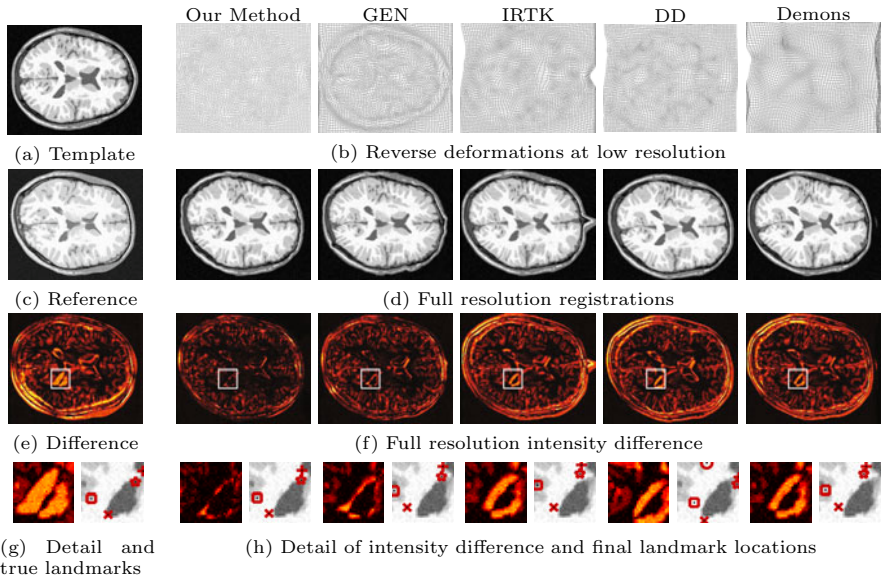 Our Method GEN IRTK DD Demons
(a) Template
(b) Reverse deformations at low resolution
(c) Reference
(d) Full resolution registrations
(e) Difference
(f) Full resolution intensity difference
(g) Detail and
true landmarks
(h) Detail of intensity difference and final landmark locations